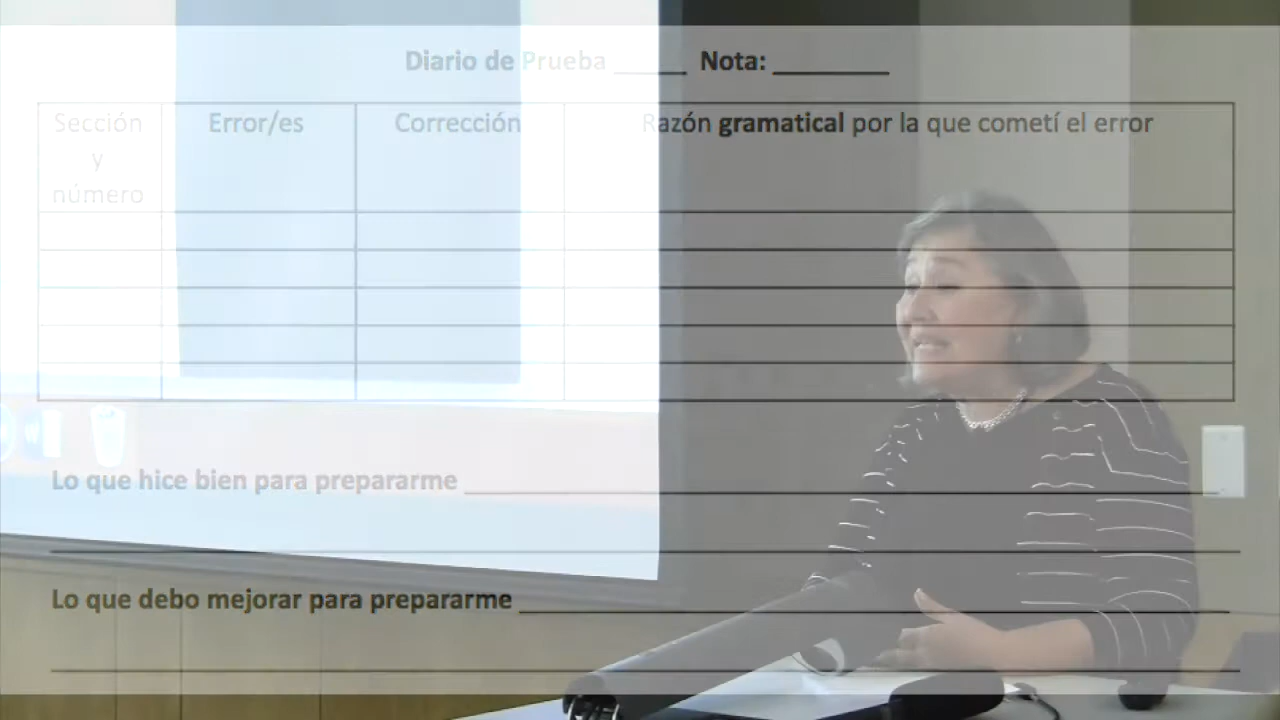 Diario de Prueba ______ Nota: _________
Sección y número Error/es Corrección Razón gramatical por la que cometí el error
Lo que hice bien para prepararme
Lo que debo mejorar para prepararme